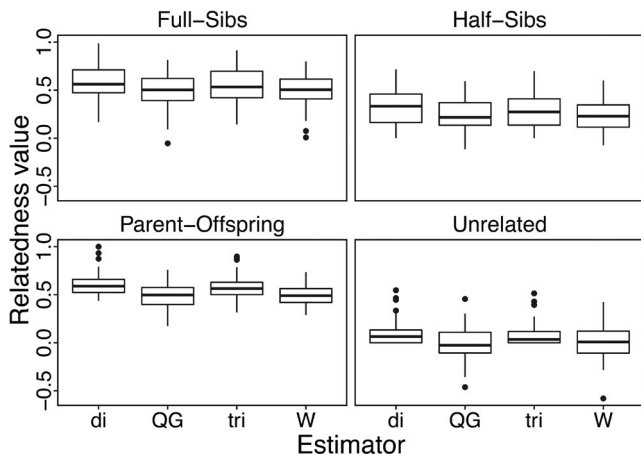 Full−Sibs
Half−Sibs
1.0
0.5
0.0
−0.5
Parent−Offspring
Unrelated
1.0
0.5
0.0
−0.5
Relatedness value
di QG tri W
di QG tri W
Estimator